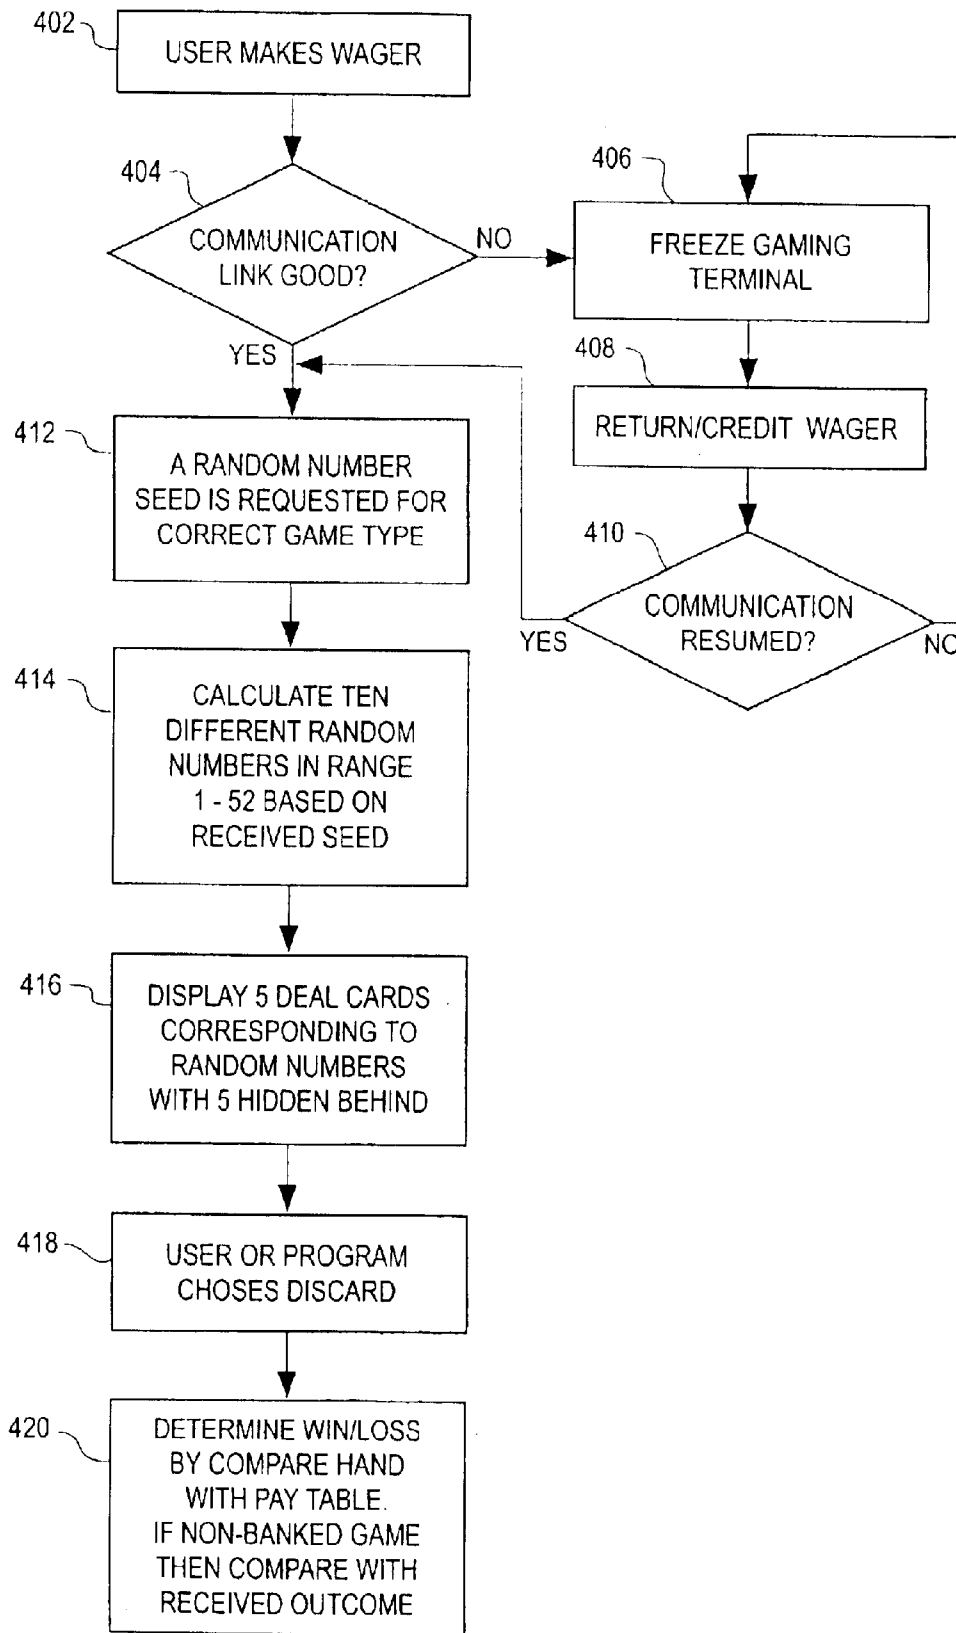 402
USER MAKES WAGER
404
COMMUNICATION
LINK GOOD?
NO
YES
406
FREEZE GAMING
TERMINAL
408
RETURN/CREDIT WAGER
410
COMMUNICATION
RESUMED?
YES
NO
412
A RANDOM NUMBER
SEED IS REQUESTED FOR
CORRECT GAME TYPE
414
CALCULATE TEN
DIFFERENT RANDOM
NUMBERS IN RANGE
1 - 52 BASED ON
RECEIVED SEED
416
DISPLAY 5 DEAL CARDS
CORRESPONDING TO
RANDOM NUMBERS
WITH 5 HIDDEN BEHIND
418
USER OR PROGRAM
CHOSES DISCARD
420
DETERMINE WIN/LOSS
BY COMPARE HAND
WITH PAY TABLE.
IF NON-BANKED GAME
THEN COMPARE WITH
RECEIVED OUTCOME